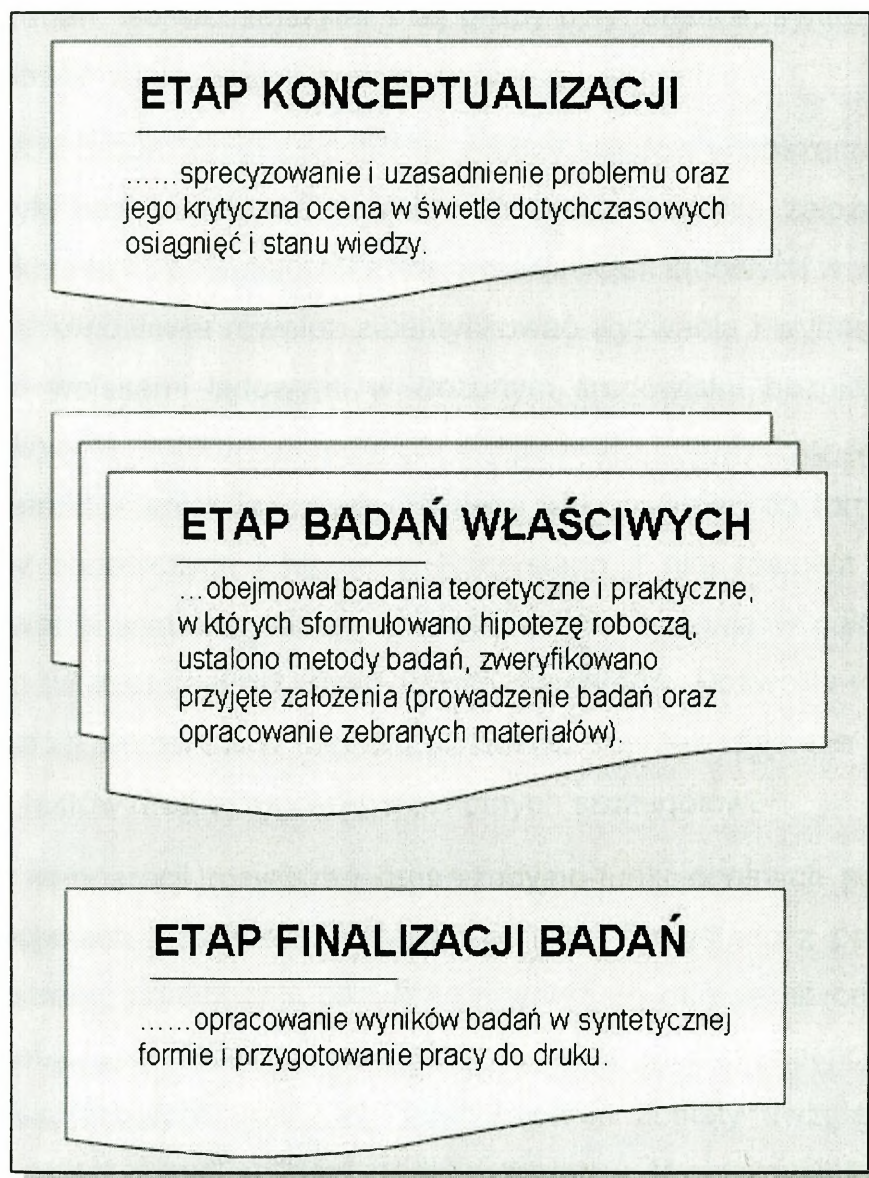 ETAP KONCEPTUALIZACJI
......sprecyzowanie i uzasadnienie problemu oraz
jego krytyczna ocena w świetle dotychczasowych
osiągnięć i stanu wiedzy.
ETAP BADAŃ WŁAŚCIWYCH
...obejmował badania teoretyczne i praktyczne,
w których sformułowano hipotezę roboczą,
ustalono metody badań, zweryfikowano
przyjęte założenia (prowadzenie badań oraz
opracowanie zebranych materiałów).
ETAP FINALIZACJI BADAŃ
......opracowanie wyników badań w syntetycznej
formie i przygotowanie pracy do druku.